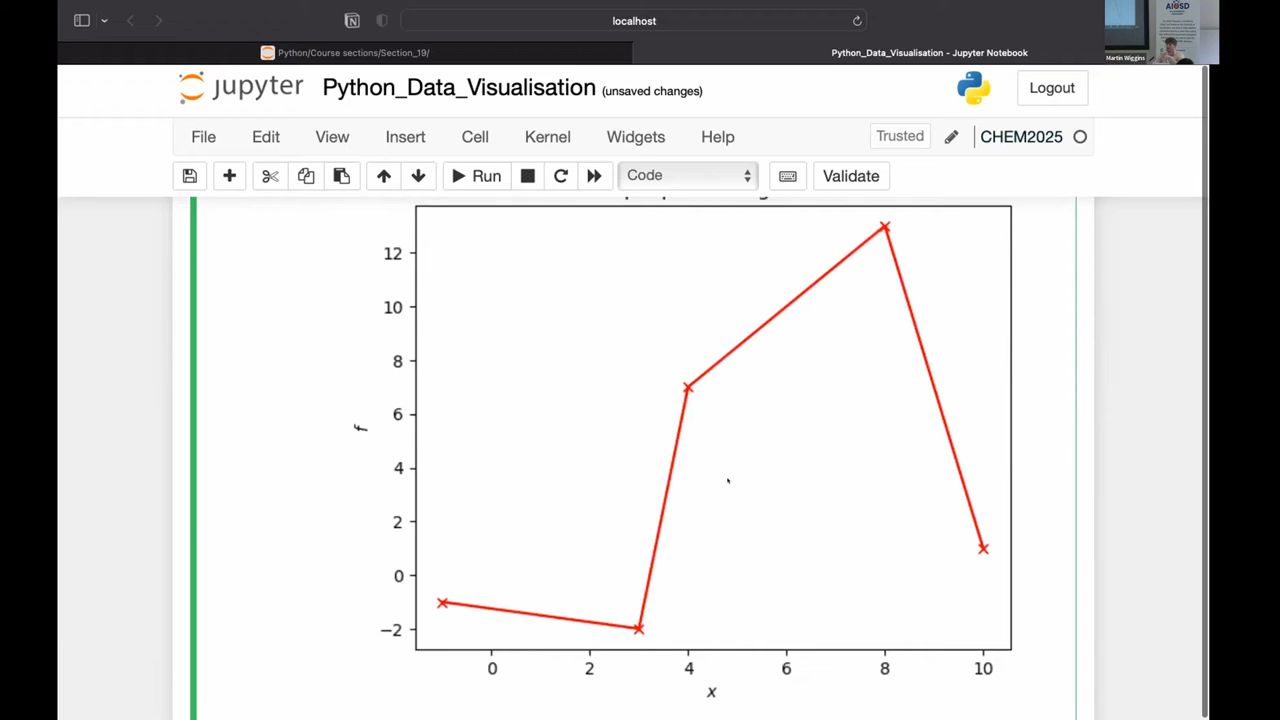 localhost
Python/Course sections/Section_19/
Python_Data_Visualisation - Jupyter Notebook
AI4SD
Martin Wiggins
jupyter Python_Data_Visualisation (unsaved changes)
Logout
File Edit View Insert Cell Kernel Widgets Help
Trusted
CHEM2025
Run
Code
Validate
12
10
8
6
4
2
0
−2
f
0 2 4 6 8 10
x